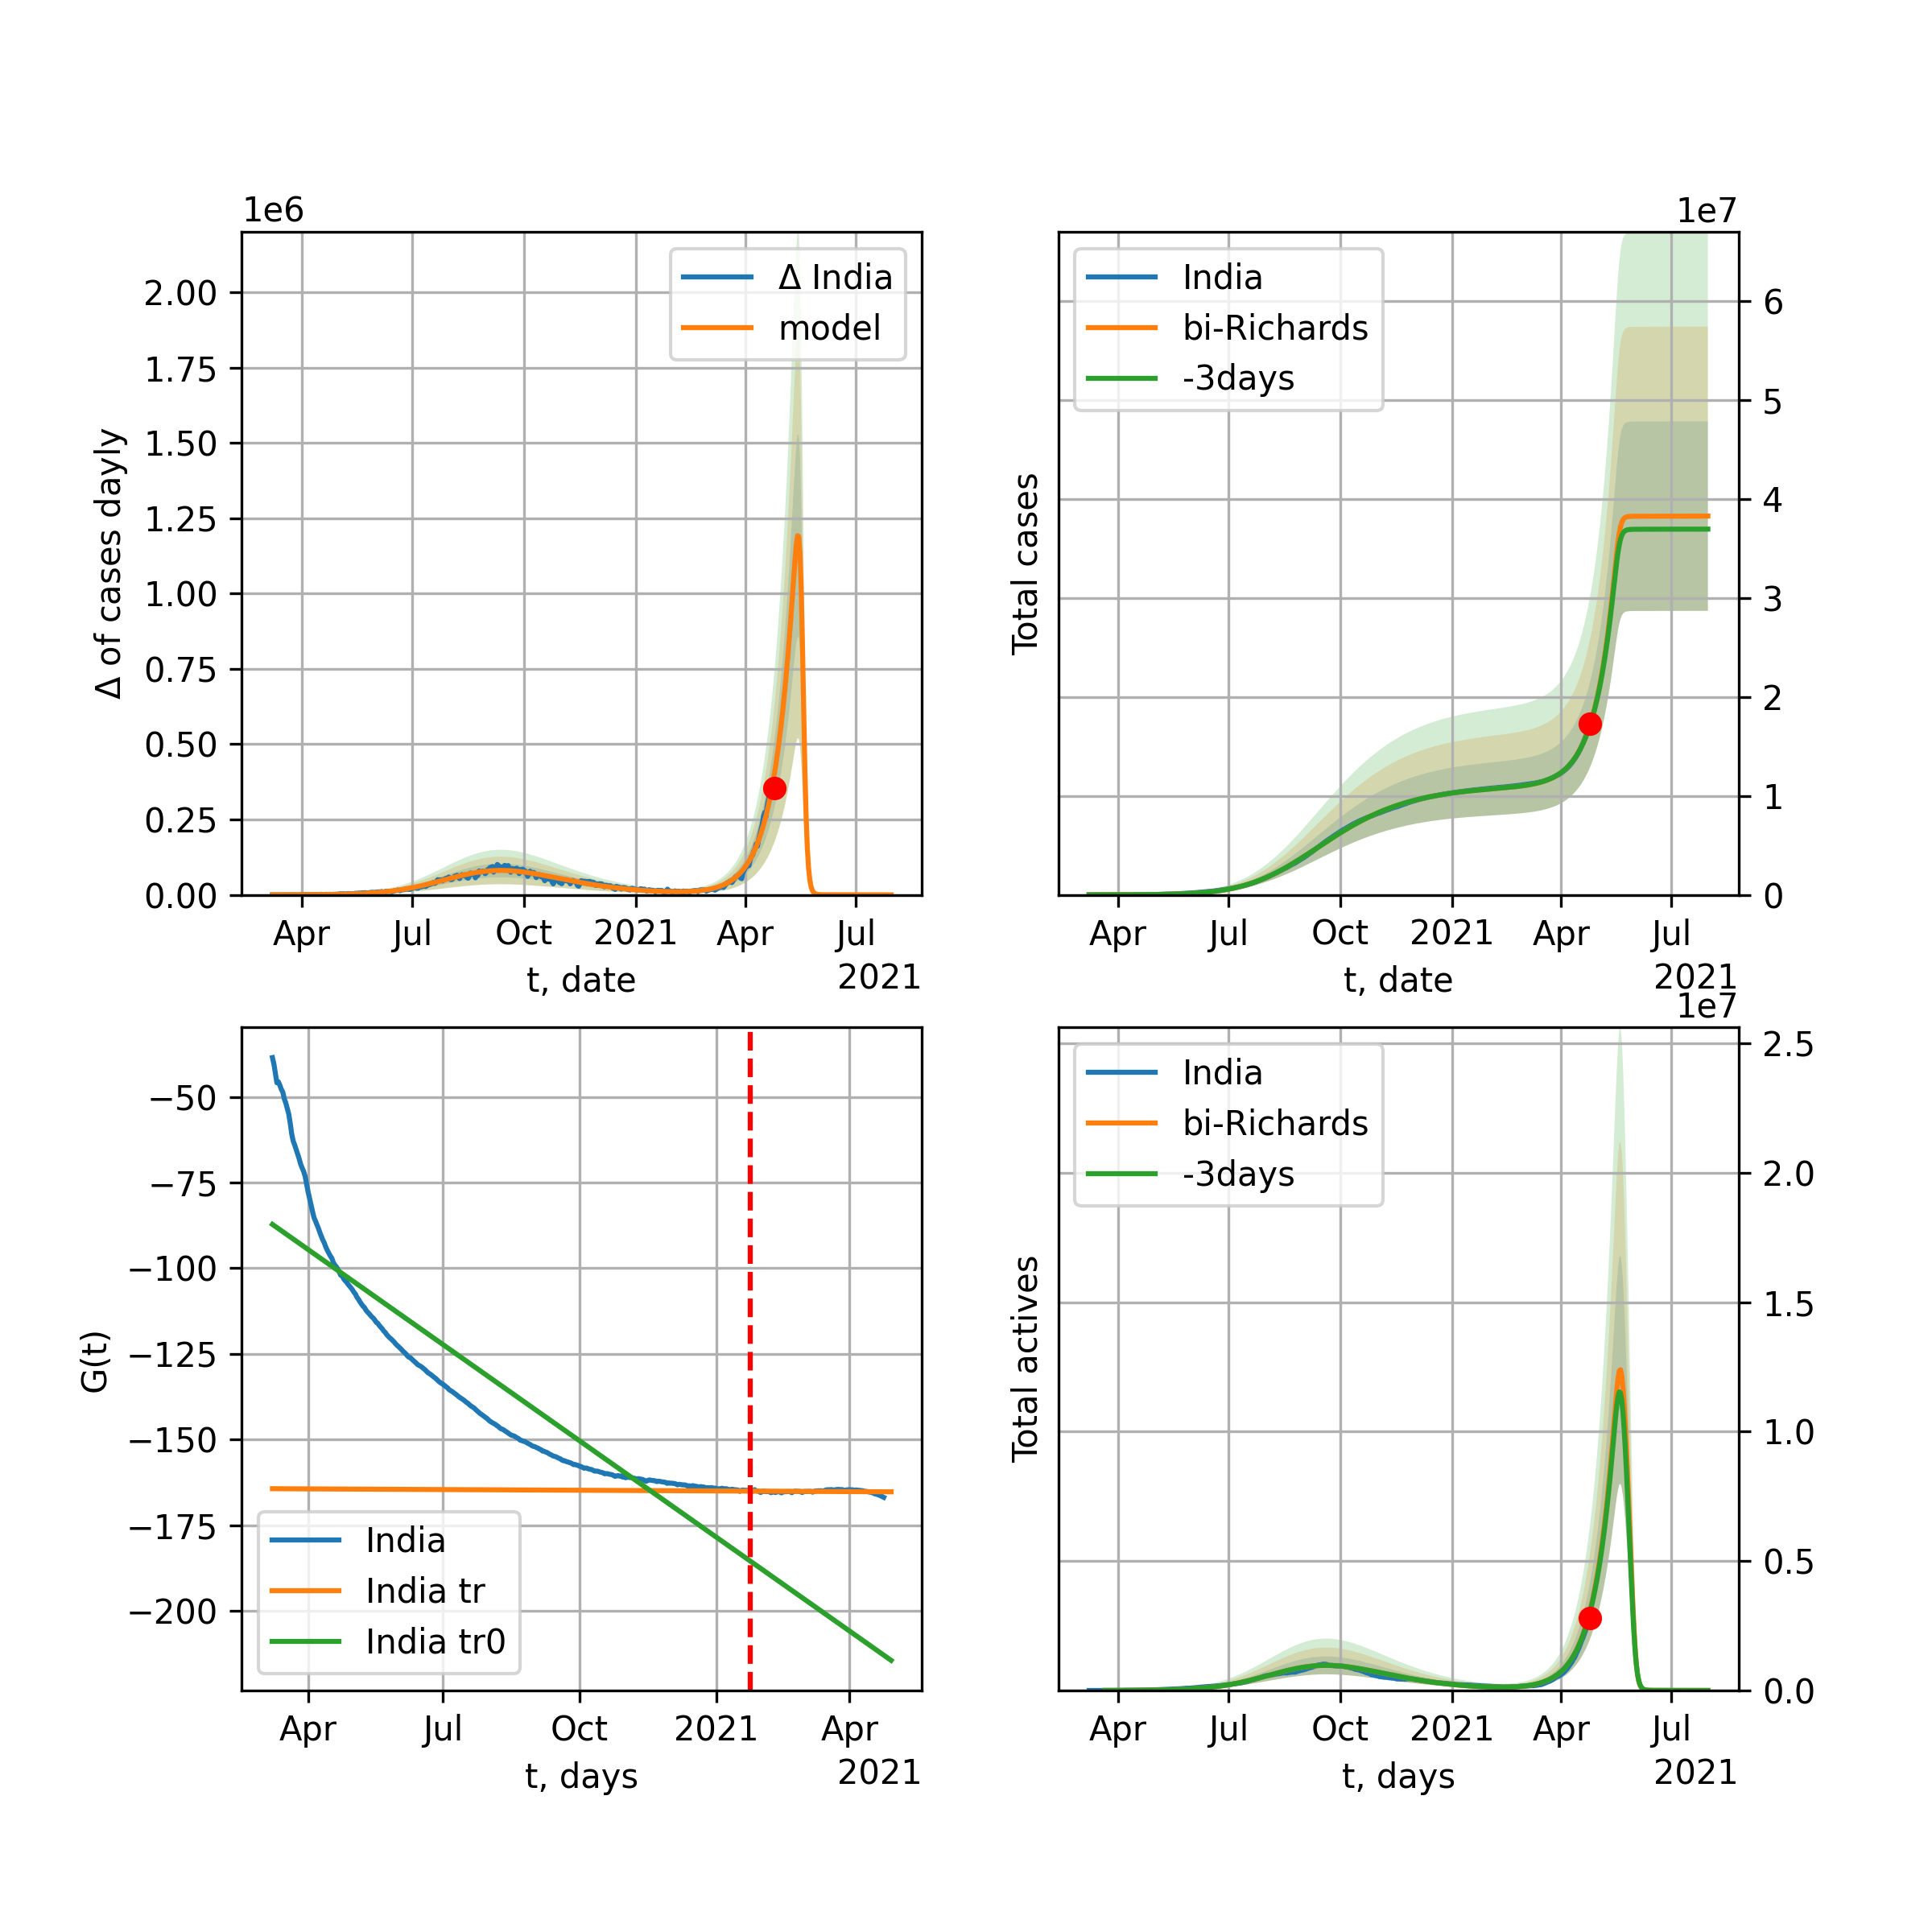 1e6
Δ of cases dayly
2.00
1.75
1.50
1.25
1.00
0.75
0.50
0.25
0.00
Δ India
model
Apr Jul Oct 2021 Apr Jul
t, date
2021
1e7
Total cases
India
bi-Richards
-3days
6
5
4
3
2
1
0
Apr Jul Oct 2021 Apr Jul
t, date
2021
G(t)
−50
−75
−100
−125
−150
−175
−200
India
India tr
India tr0
Apr Jul Oct 2021 Apr
t, days
2021
1e7
Total actives
India
bi-Richards
-3days
2.5
2.0
1.5
1.0
0.5
0.0
Apr Jul Oct 2021 Apr Jul
t, days
2021